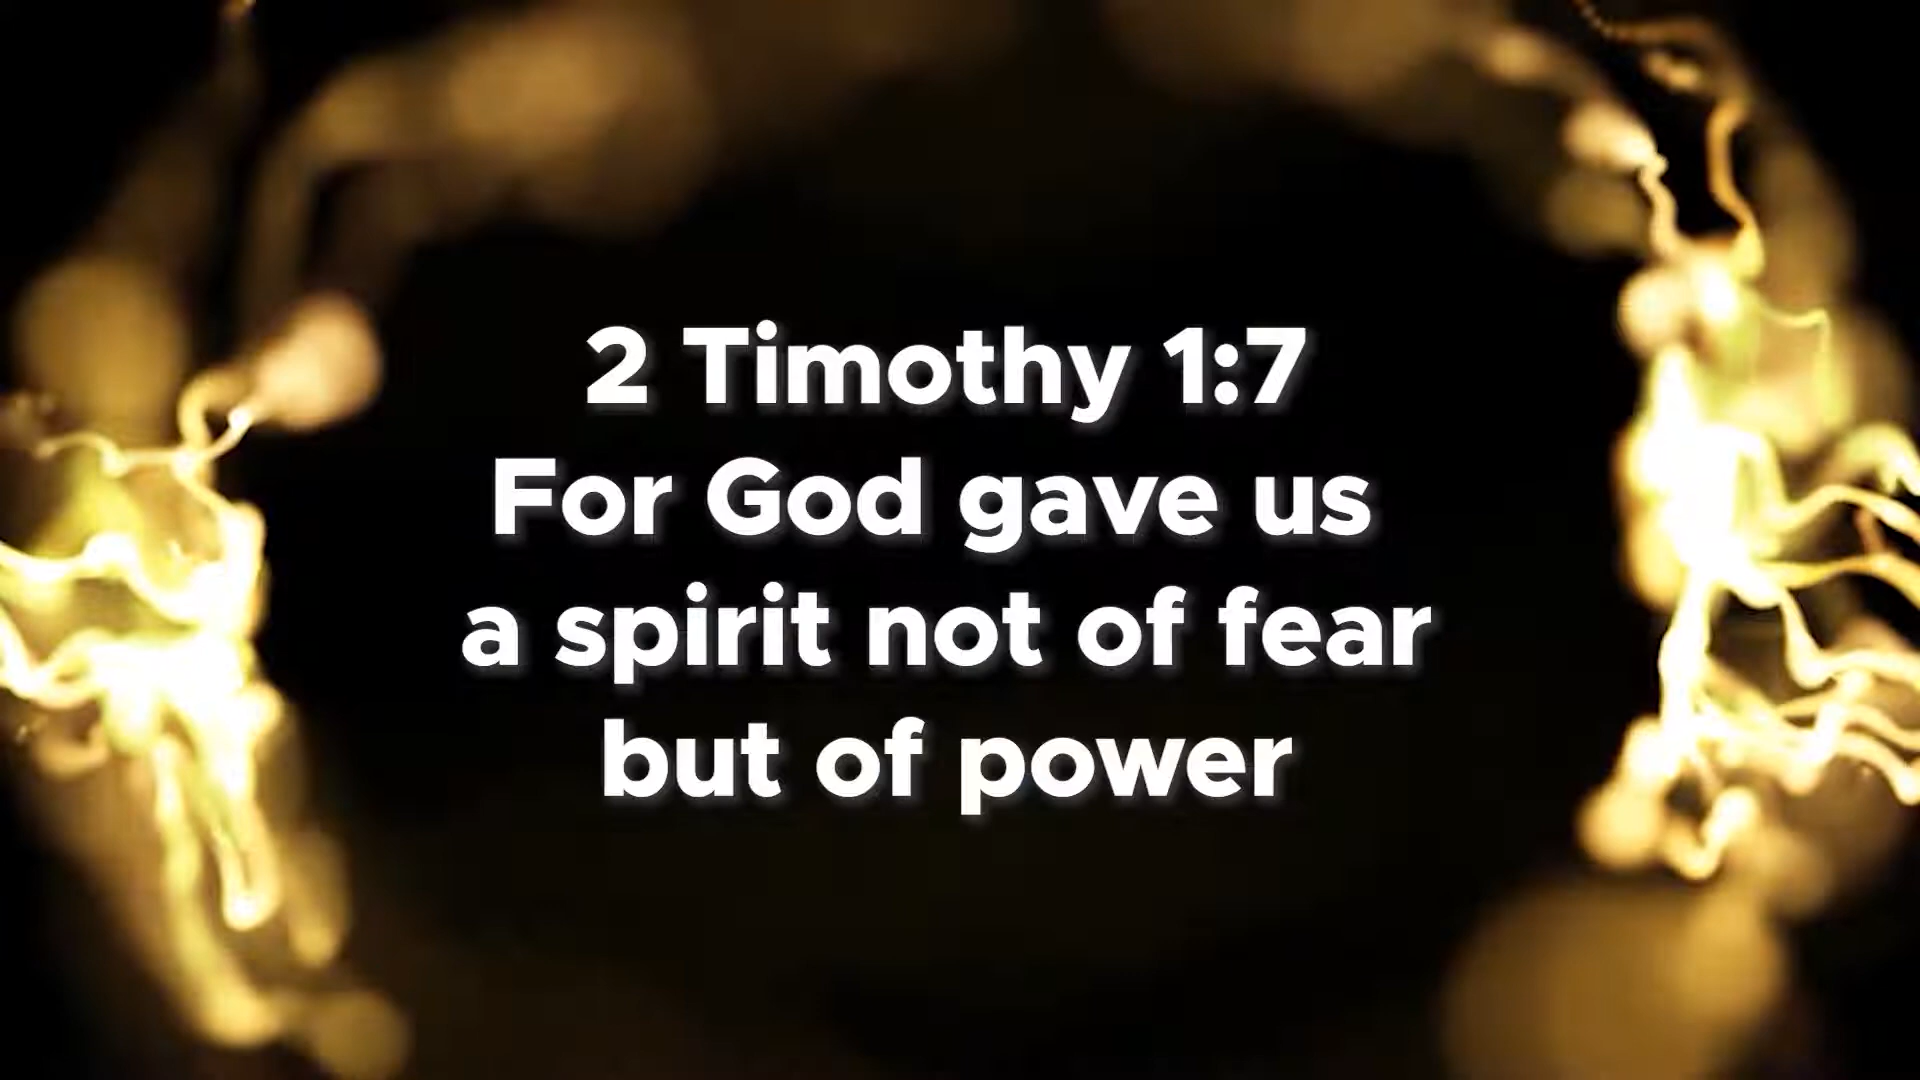 2 Timothy 1:7
For God gave us
a spirit not of fear
but of power